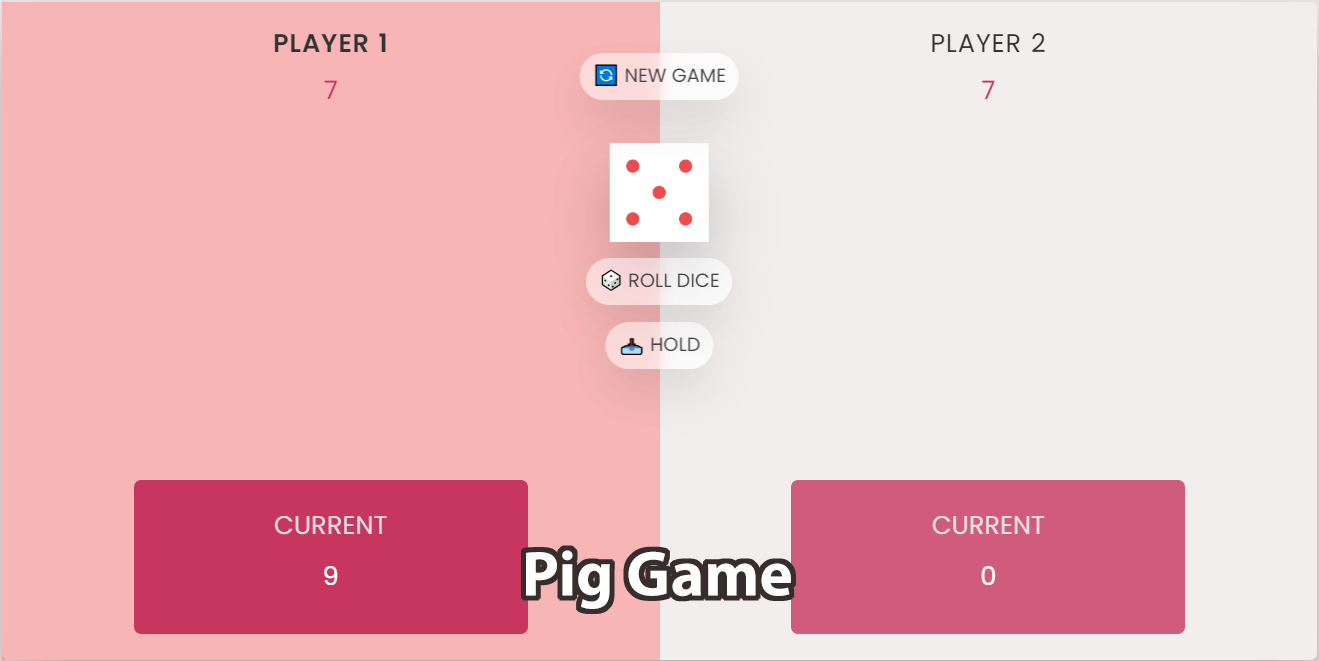 PLAYER 1
7
PLAYER 2
7
NEW GAME
ROLL DICE
HOLD
CURRENT
9
CURRENT
0
Pig Game